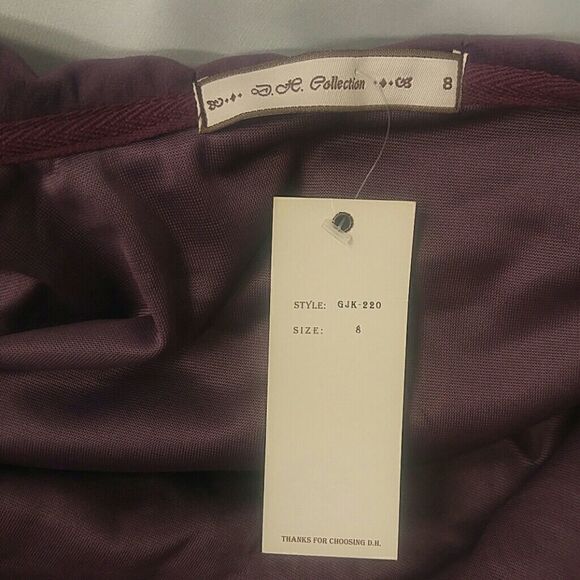 D.H. Collection 8
STYLE: GJK-220
SIZE: 8
THANKS FOR CHOOSING D.H.